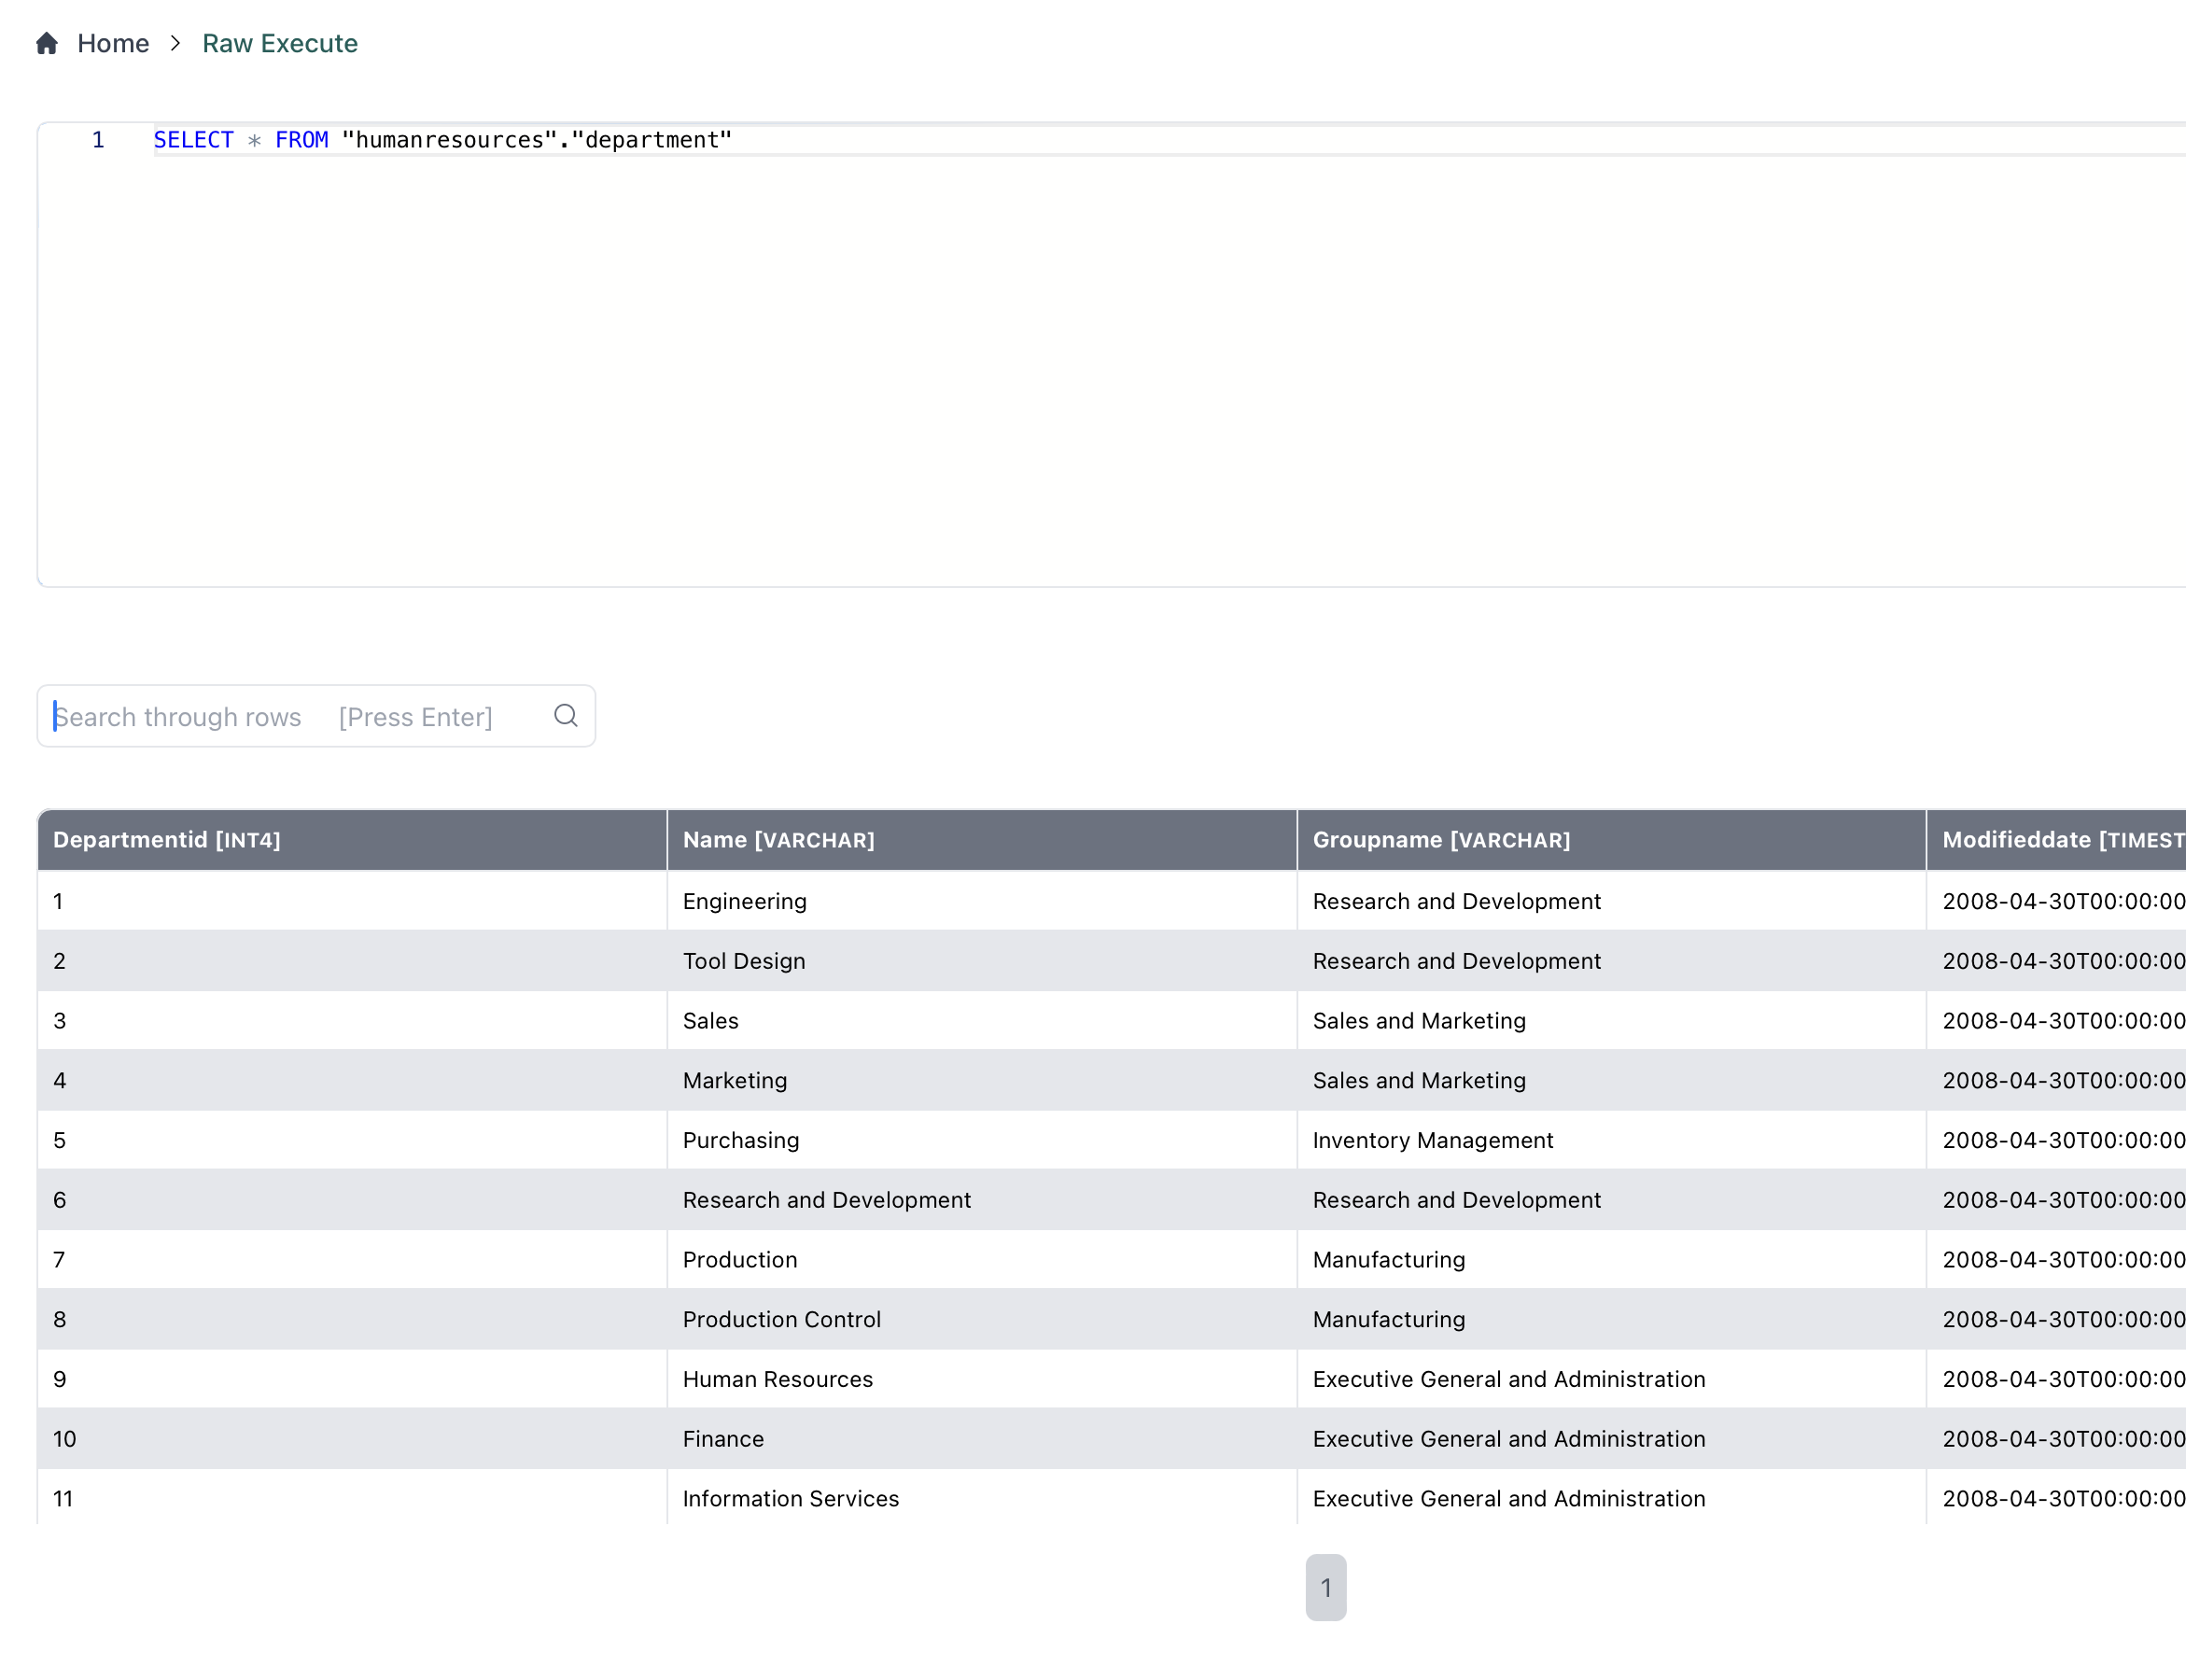 Home > Raw Execute
1 SELECT * FROM "humanresources"."department"
Search through rows [Press Enter]
Departmentid [INT4] Name [VARCHAR] Groupname [VARCHAR] Modifieddate [TIMEST
1 Engineering Research and Development 2008-04-30T00:00:00
2 Tool Design Research and Development 2008-04-30T00:00:00
3 Sales Sales and Marketing 2008-04-30T00:00:00
4 Marketing Sales and Marketing 2008-04-30T00:00:00
5 Purchasing Inventory Management 2008-04-30T00:00:00
6 Research and Development Research and Development 2008-04-30T00:00:00
7 Production Manufacturing 2008-04-30T00:00:00
8 Production Control Manufacturing 2008-04-30T00:00:00
9 Human Resources Executive General and Administration 2008-04-30T00:00:00
10 Finance Executive General and Administration 2008-04-30T00:00:00
11 Information Services Executive General and Administration 2008-04-30T00:00:00
1